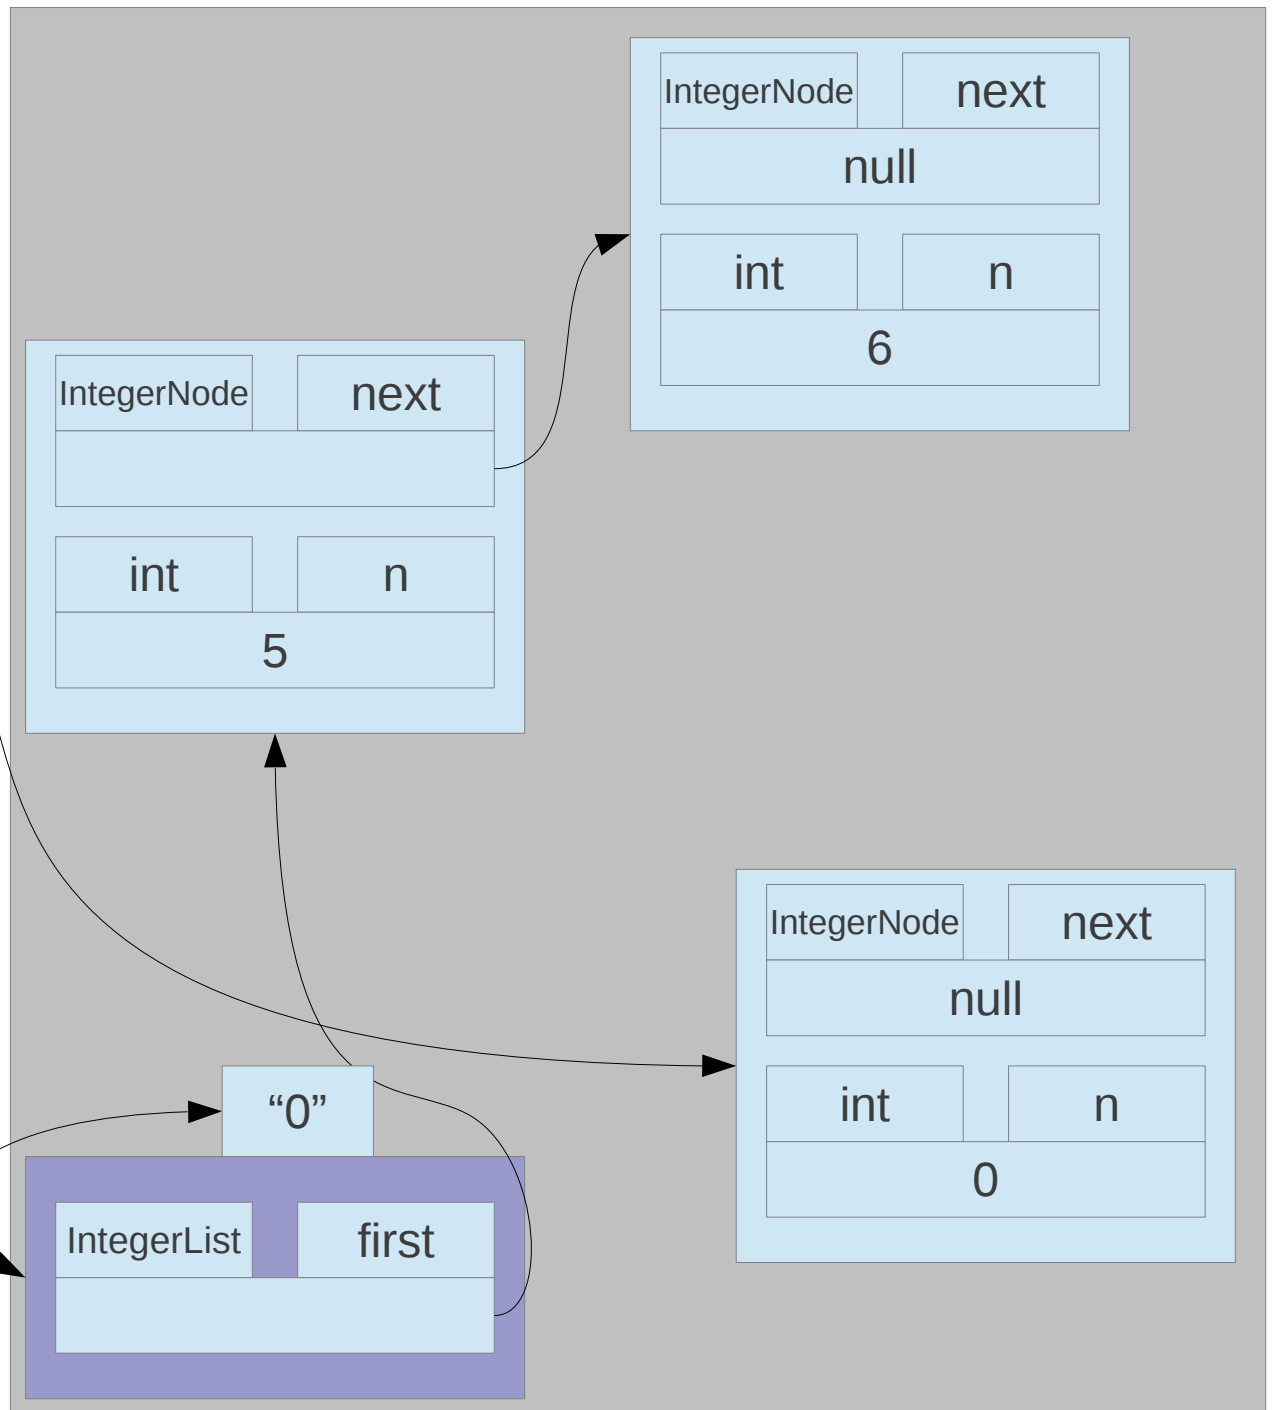 IntegerNode next
null
int n
6
IntegerNode next
int n
5
IntegerNode next
null
int n
0
“0”
IntegerList first